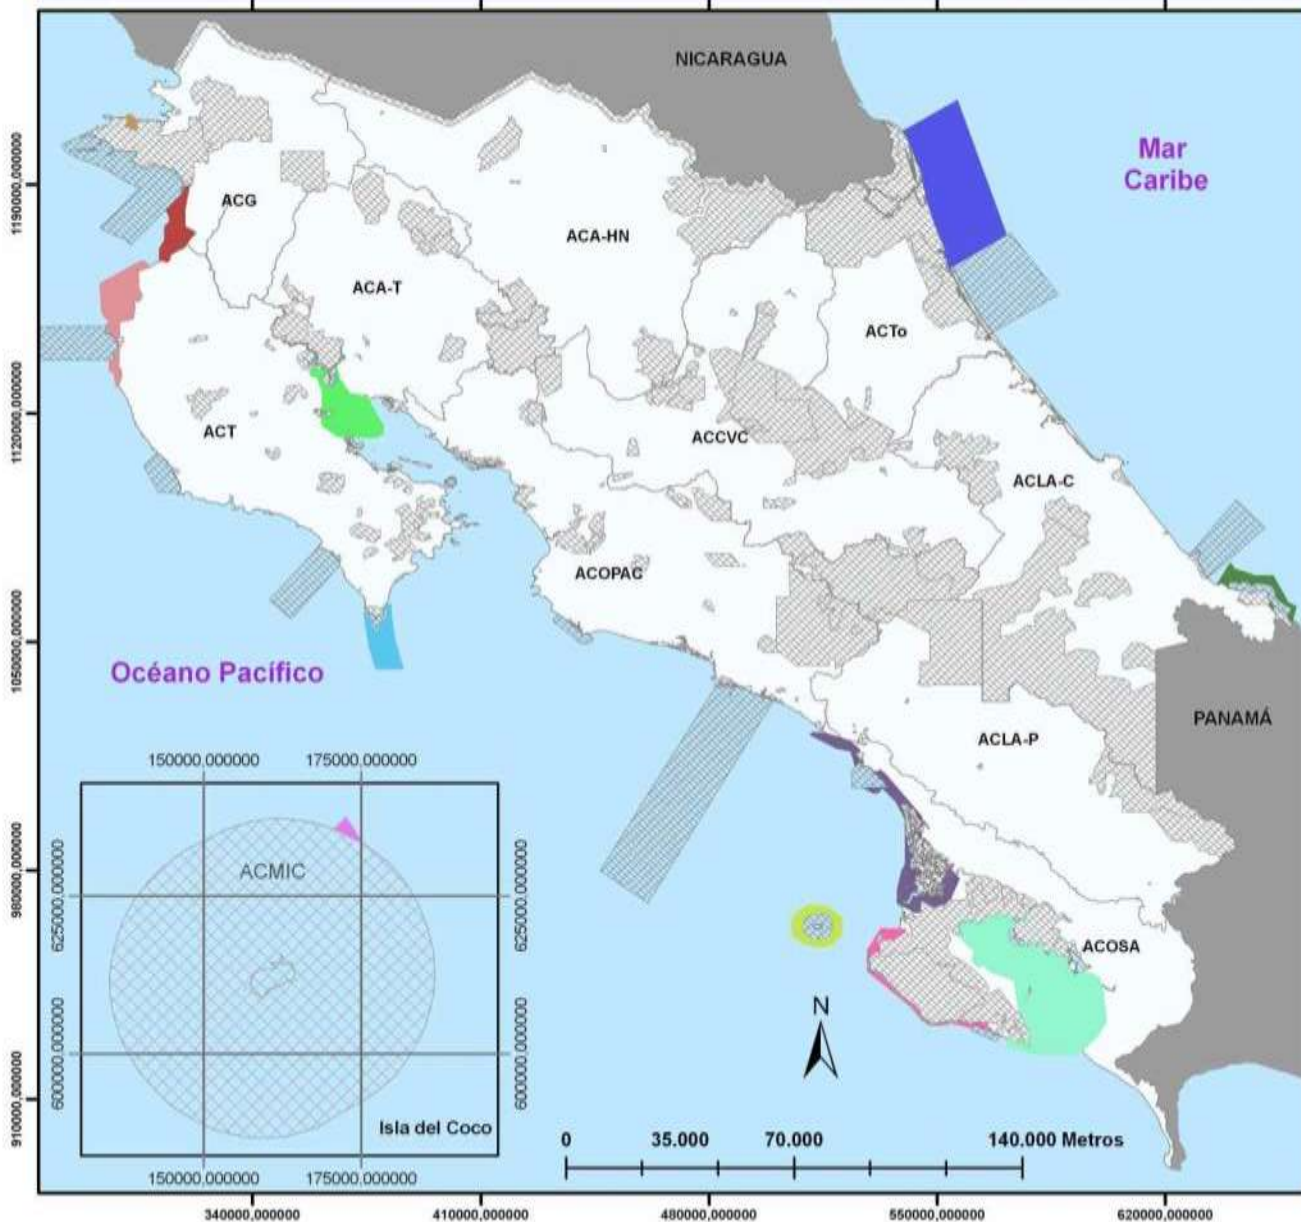 NICARAGUA
Mar
Caribe
ACG
ACA-HN
ACA-T
ACTo
ACT
ACCVC
ACLA-C
ACOPAC
Océano Pacífico
PANAMÁ
ACLA-P
ACOSA
150000,000000 175000,000000
ACMIC
625000,000000
625000,000000
600000,000000
600000,000000
Isla del Coco
150000,000000 175000,000000
N
0 35.000 70.000 140.000 Metros
1190000,000000
1120000,000000
1050000,000000
980000,000000
910000,000000
340000,000000 410000,000000 480000,000000 550000,000000 620000,000000